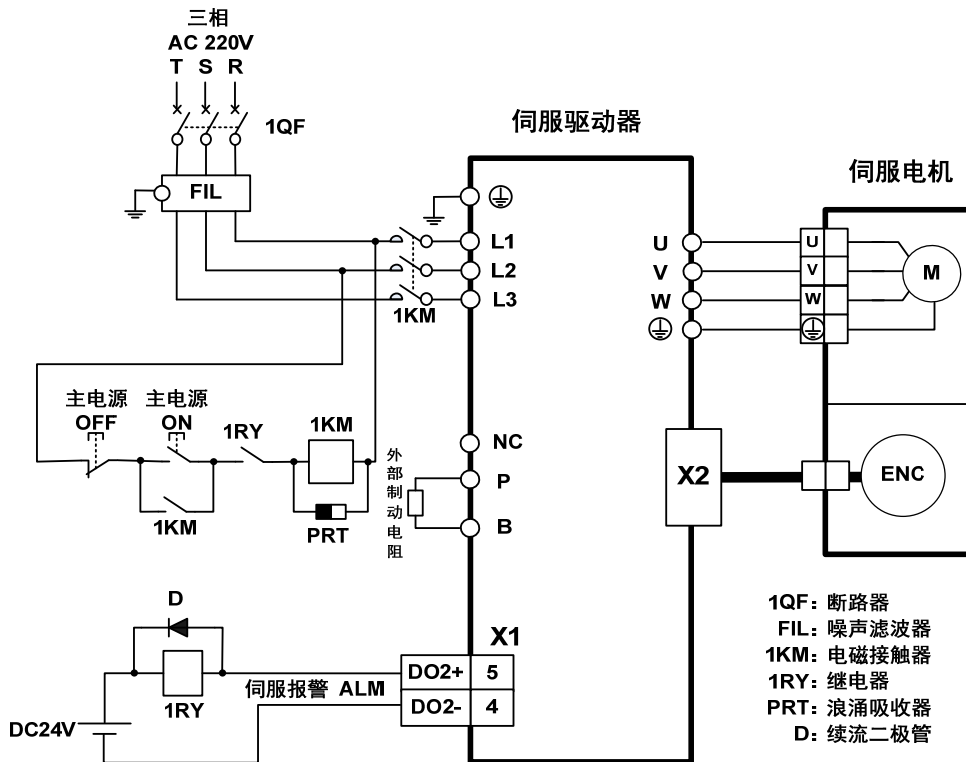 三相
AC 220V
T S R
1QF
FIL
伺服驱动器
伺服电机
L1
L2
L3
1KM
U
V
W
U
V
W
M
主电源
OFF
主电源
ON
1RY
1KM
1KM
PRT
外部制动电阻
NC
P
B
X2
ENC
D
1RY
DC24V
伺服报警 ALM
X1
DO2+ 5
DO2- 4
1QF：断路器
FIL：噪声滤波器
1KM：电磁接触器
1RY：继电器
PRT：浪涌吸收器
D：续流二极管